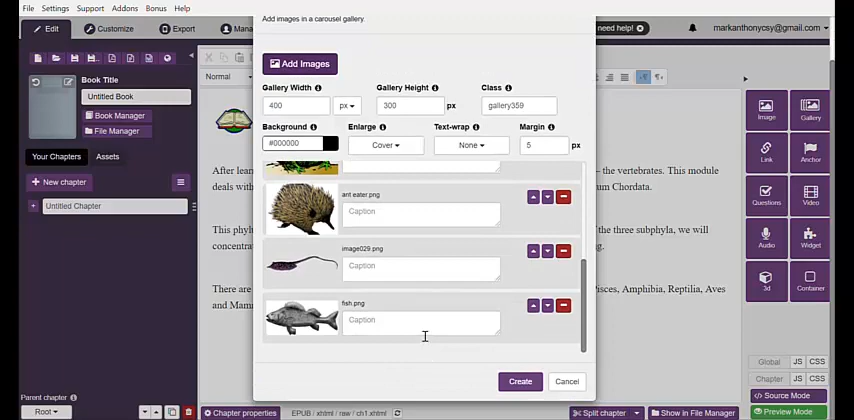 File Settings Addons Bonus Help
Add images in a carousel gallery.
need help!
Edit Customize Export Mana
markanthonycsy@gmail.com
Add Images
Book Title
Gallery Width Gallery Height Class
400 px 300 px gallery359
Untitled Book
Normal
Book Manager
File Manager
Background Enlarge Text-wrap Margin
#000000 Cover None 5 px
Image Gallery
Your Chapters Assets
Link Anchor
New chapter
Untitled Chapter
After lear
the vertebrates. This module
deals with
um Chordata.
ant eater.png
Caption
Questions Video
This phyl
f the three subphyla, we will
concentra
g.
image029.png
Caption
Audio Widget
There are
Pisces, Amphibia, Reptilia, Aves
and Mam
fish.png
Caption
3d Container
Global JS CSS
Chapter JS CSS
Create Cancel
Source Mode
Parent chapter
Root
Chapter properties EPUB / xhtml / raw / ch1.xhtml
Split chapter Show in File Manager
Preview Mode